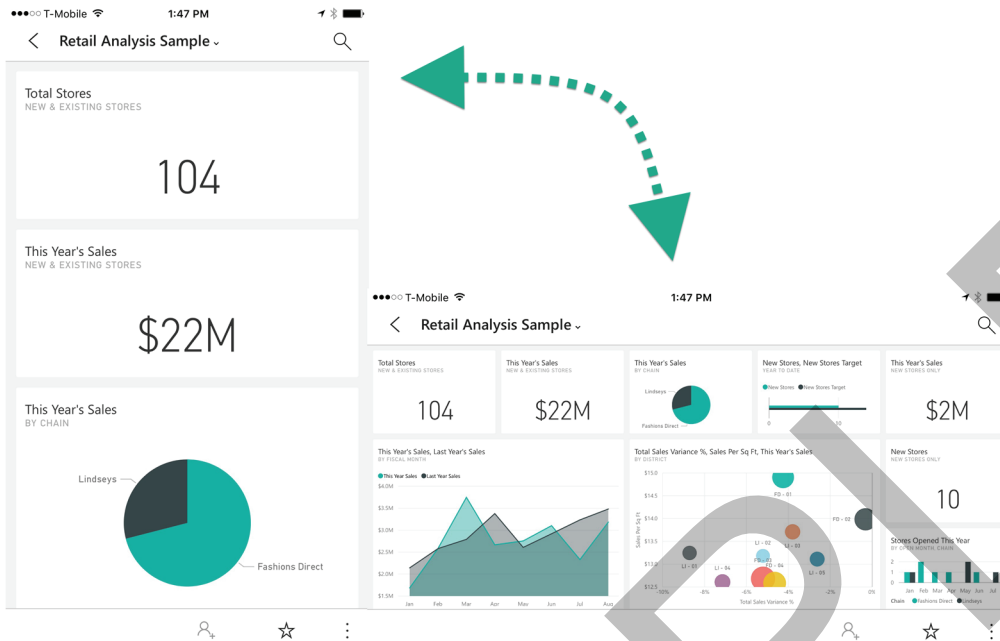 T-Mobile
1:47 PM
Retail Analysis Sample
Total Stores
NEW & EXISTING STORES
104
This Year's Sales
NEW & EXISTING STORES
$22M
This Year's Sales
BY CHAIN
Lindseys
Fashions Direct
T-Mobile
1:47 PM
Retail Analysis Sample
Total Stores
NEW & EXISTING STORES
104
This Year's Sales
NEW & EXISTING STORES
$22M
This Year's Sales
BY CHAIN
Lindseys
Fashions Direct
New Stores, New Stores Target
YEAR TO DATE
New Stores New Stores Target
0
This Year's Sales
NEW STORES ONLY
$2M
This Year's Sales, Last Year's Sales
BY FISCAL MONTH
This Year Sales Last Year Sales
$4.0M
$3.5M
$3.0M
$2.5M
$2.0M
$1.5M
Jan Feb Mar Apr May Jun Jul Aug
Total Sales Variance %, Sales Per Sq Ft, This Year's Sales
BY DISTRICT
Sales Per Sq Ft
$15.0
$14.5
$14.0
$13.5
$12.5
FD - 01
FD - 02
LI - 03
LI - 02
LI - 01
LI - 04
FD - 04
LI - 05
-10% -8% -6% -4% -2% 0%
Total Sales Variance %
New Stores
NEW STORES ONLY
10
Stores Opened This Year
BY OPEN MONTH, CHAIN
2
1
0
Jan Feb Mar Apr May Jun Jul
Chain Fashions Direct Lindseys